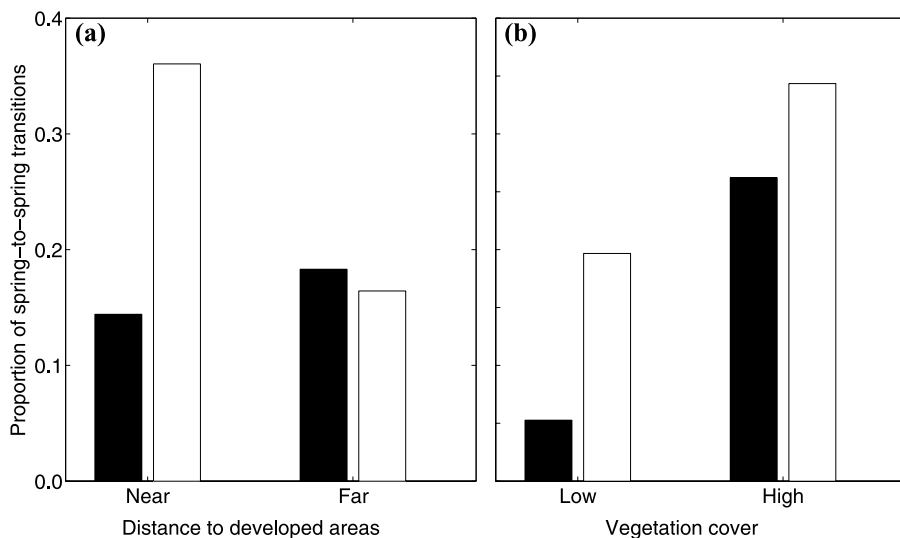 (a)
(b)
0.4
0.3
0.2
0.1
0.0
Proportion of spring−to−spring transitions
Near
Far
Low
High
Distance to developed areas
Vegetation cover